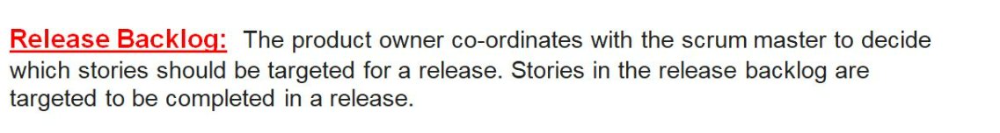 Release Backlog: The product owner co-ordinates with the scrum master to decide
which stories should be targeted for a release. Stories in the release backlog are
targeted to be completed in a release.